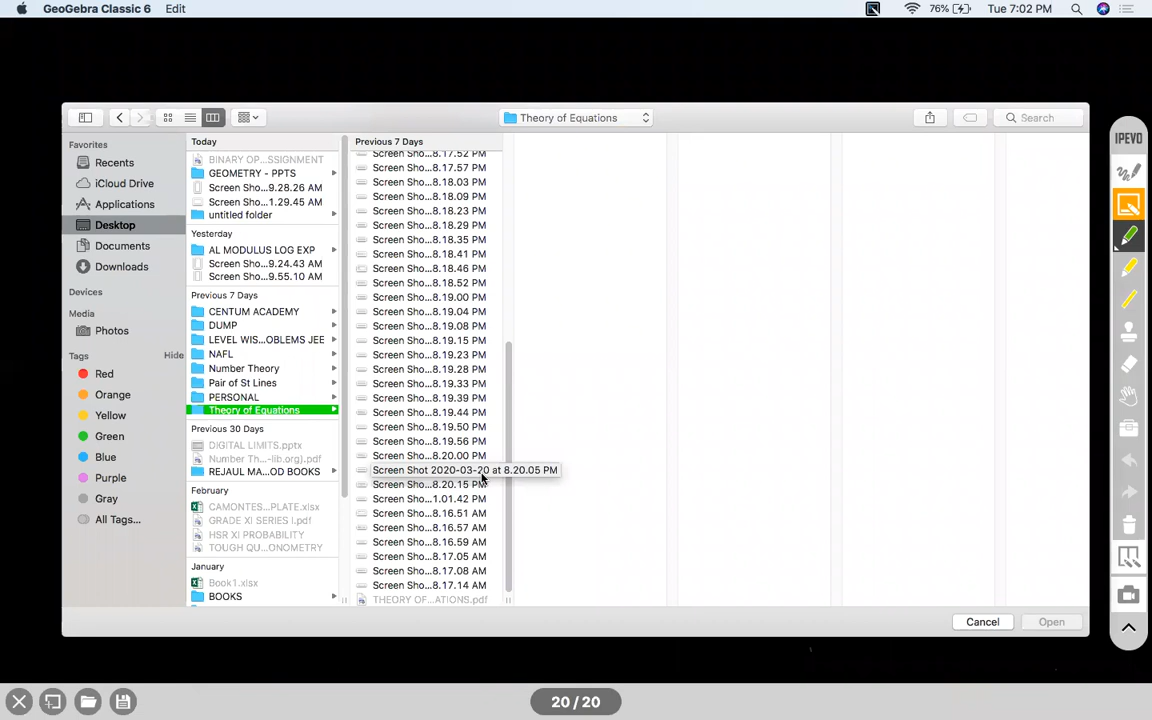 GeoGebra Classic 6 Edit
76% Tue 7:02 PM
Theory of Equations
Search
IPEVO
Favorites
Recents
iCloud Drive
Applications
Desktop
Documents
Downloads
Devices
Media
Photos
Tags Hide
Red
Orange
Yellow
Green
Blue
Purple
Gray
All Tags...
Today
BINARY OP...SSIGNMENT
GEOMETRY - PPTS
Screen Sho...9.28.26 AM
Screen Sho...1.29.45 AM
untitled folder
Yesterday
AL MODULUS LOG EXP
Screen Sho...9.24.43 AM
Screen Sho...9.55.10 AM
Previous 7 Days
CENTUM ACADEMY
DUMP
LEVEL WIS...OBLEMS JEE
NAFL
Number Theory
Pair of St Lines
PERSONAL
Theory of Equations
Previous 30 Days
DIGITAL LIMITS.pptx
Number Th...-lib.org).pdf
REJAUL MA...OD BOOKS
February
CAMONTES...PLATE.xlsx
GRADE XI SERIES I.pdf
HSR XI PROBABILITY
TOUGH QU...ONOMETRY
January
Book1.xlsx
BOOKS
Previous 7 Days
Screen Sho...8.17.52 PM
Screen Sho...8.17.57 PM
Screen Sho...8.18.03 PM
Screen Sho...8.18.09 PM
Screen Sho...8.18.23 PM
Screen Sho...8.18.29 PM
Screen Sho...8.18.35 PM
Screen Sho...8.18.41 PM
Screen Sho...8.18.46 PM
Screen Sho...8.18.52 PM
Screen Sho...8.19.00 PM
Screen Sho...8.19.04 PM
Screen Sho...8.19.08 PM
Screen Sho...8.19.15 PM
Screen Sho...8.19.23 PM
Screen Sho...8.19.28 PM
Screen Sho...8.19.33 PM
Screen Sho...8.19.39 PM
Screen Sho...8.19.44 PM
Screen Sho...8.19.50 PM
Screen Sho...8.19.56 PM
Screen Sho...8.20.00 PM
Screen Shot 2020-03-20 at 8.20.05 PM
Screen Sho...8.20.15 PM
Screen Sho...1.01.42 PM
Screen Sho...8.16.51 AM
Screen Sho...8.16.57 AM
Screen Sho...8.16.59 AM
Screen Sho...8.17.05 AM
Screen Sho...8.17.08 AM
Screen Sho...8.17.14 AM
THEORY OF...ATIONS.pdf
Cancel Open
20 / 20